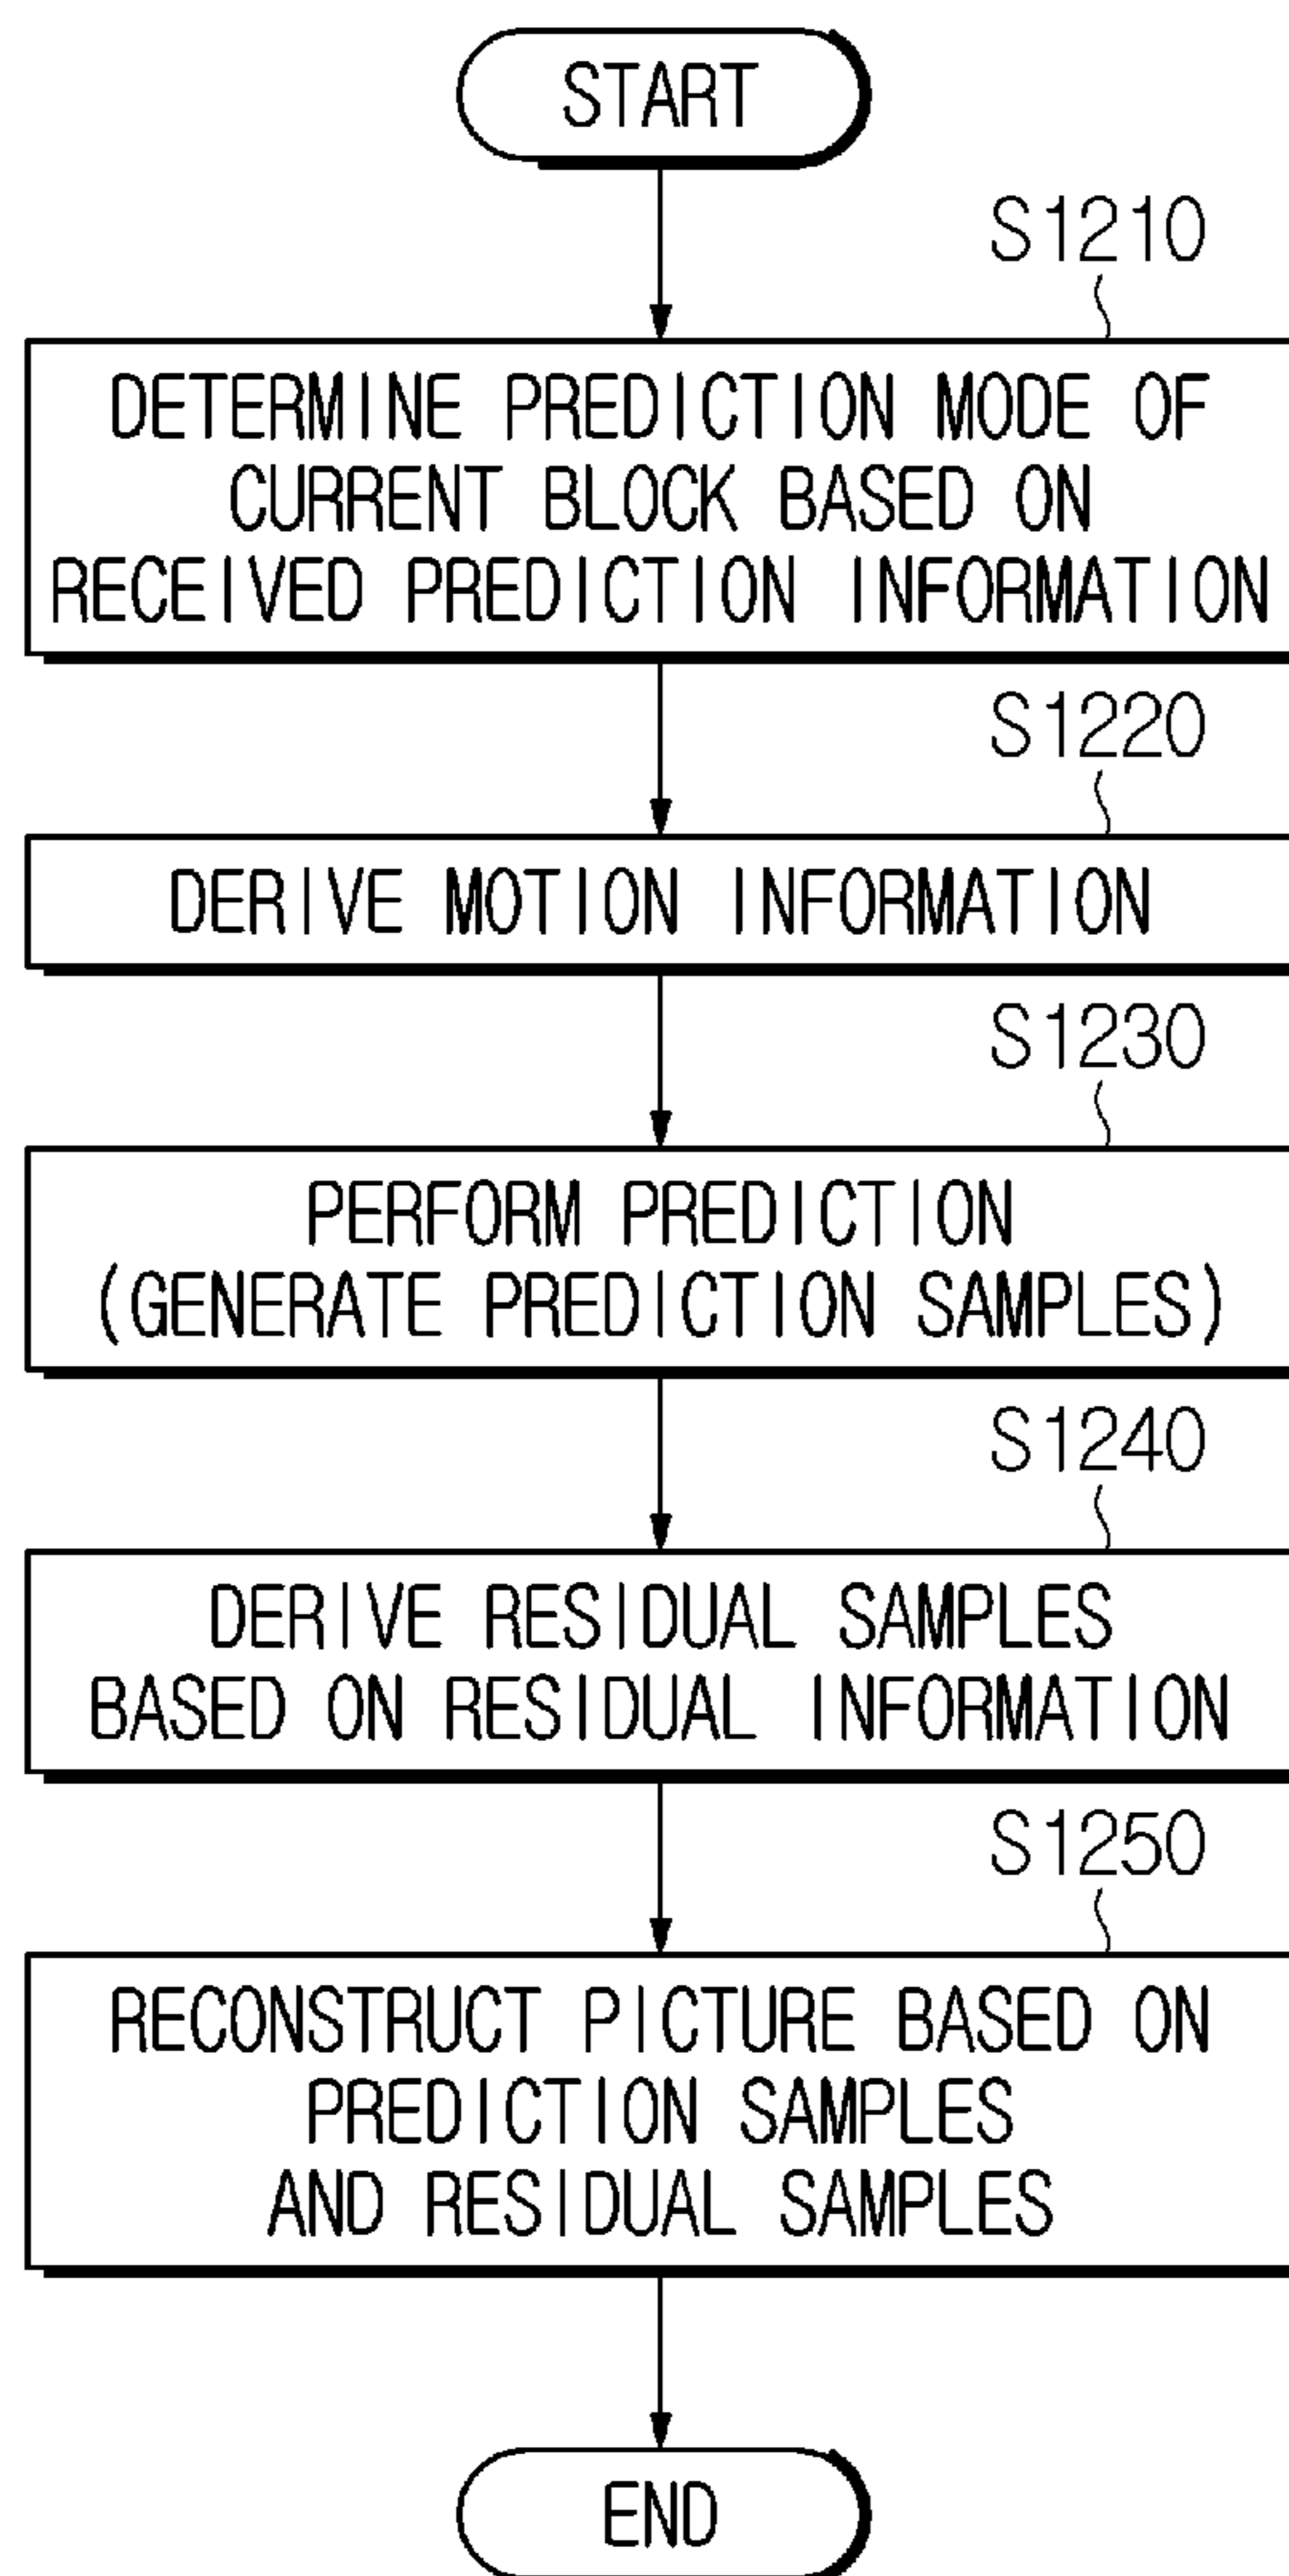 START
S1210
DETERMINE PREDICTION MODE OF
CURRENT BLOCK BASED ON
RECEIVED PREDICTION INFORMATION
S1220
DERIVE MOTION INFORMATION
S1230
PERFORM PREDICTION
(GENERATE PREDICTION SAMPLES)
S1240
DERIVE RESIDUAL SAMPLES
BASED ON RESIDUAL INFORMATION
S1250
RECONSTRUCT PICTURE BASED ON
PREDICTION SAMPLES
AND RESIDUAL SAMPLES
END